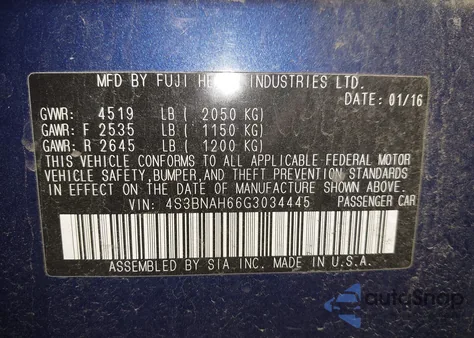 MFD BY FUJI HEAVY INDUSTRIES LTD.
DATE: 01/16
GVWR: 4519 LB ( 2050 KG)
GAWR: F 2535 LB ( 1150 KG)
GAWR: R 2645 LB ( 1200 KG)
THIS VEHICLE CONFORMS TO ALL APPLICABLE FEDERAL MOTOR
VEHICLE SAFETY, BUMPER, AND THEFT PREVENTION STANDARDS
IN EFFECT ON THE DATE OF MANUFACTURE SHOWN ABOVE.
VIN: 4S3BNAH66G3034445 PASSENGER CAR
ASSEMBLED BY SIA INC. MADE IN U.S.A.
autoSnap